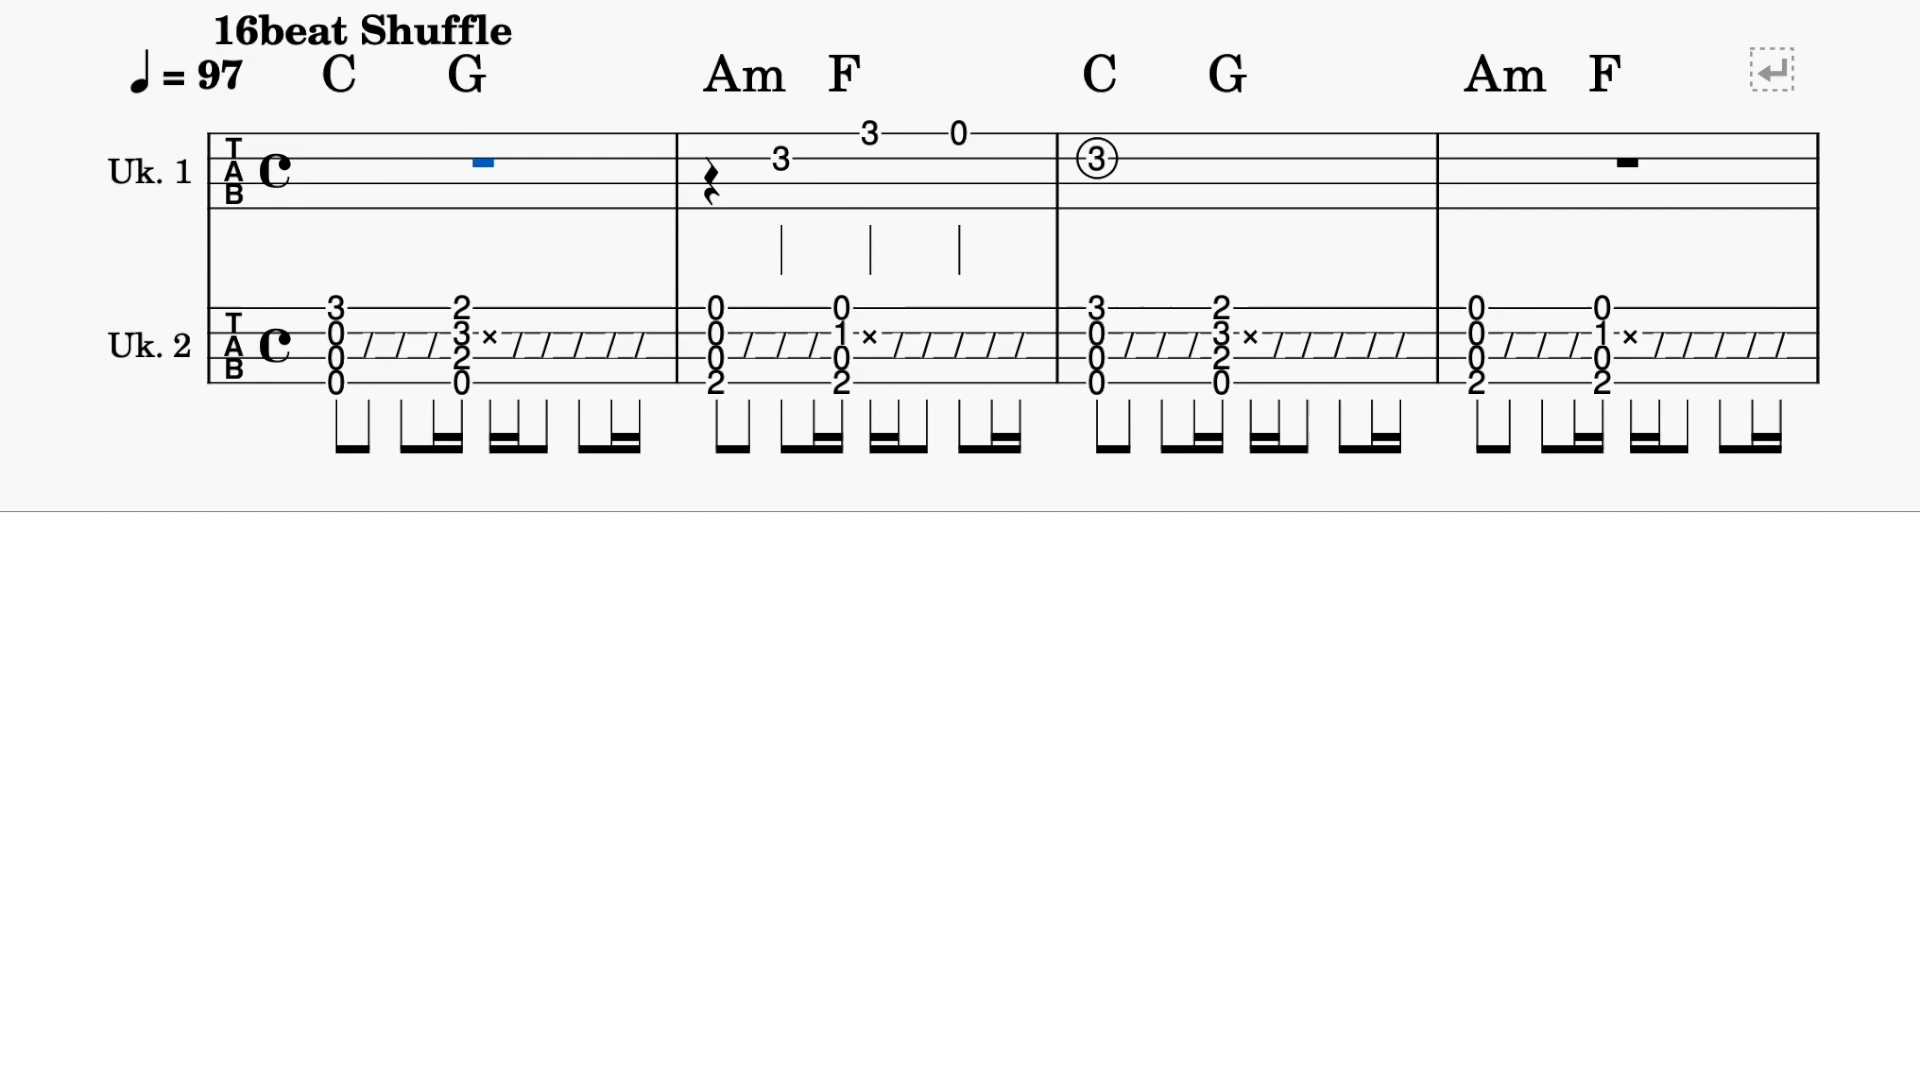 16beat Shuffle
♩ = 97 C G Am F C G Am F
Uk. 1 TAB 3 3 0 3
Uk. 2 TAB
3 2 0 0 3 2 0 0
0 3 × 0 1 × 0 3 × 0 1 ×
0 2 0 0 0 2 0 0
0 0 2 2 0 0 2 2